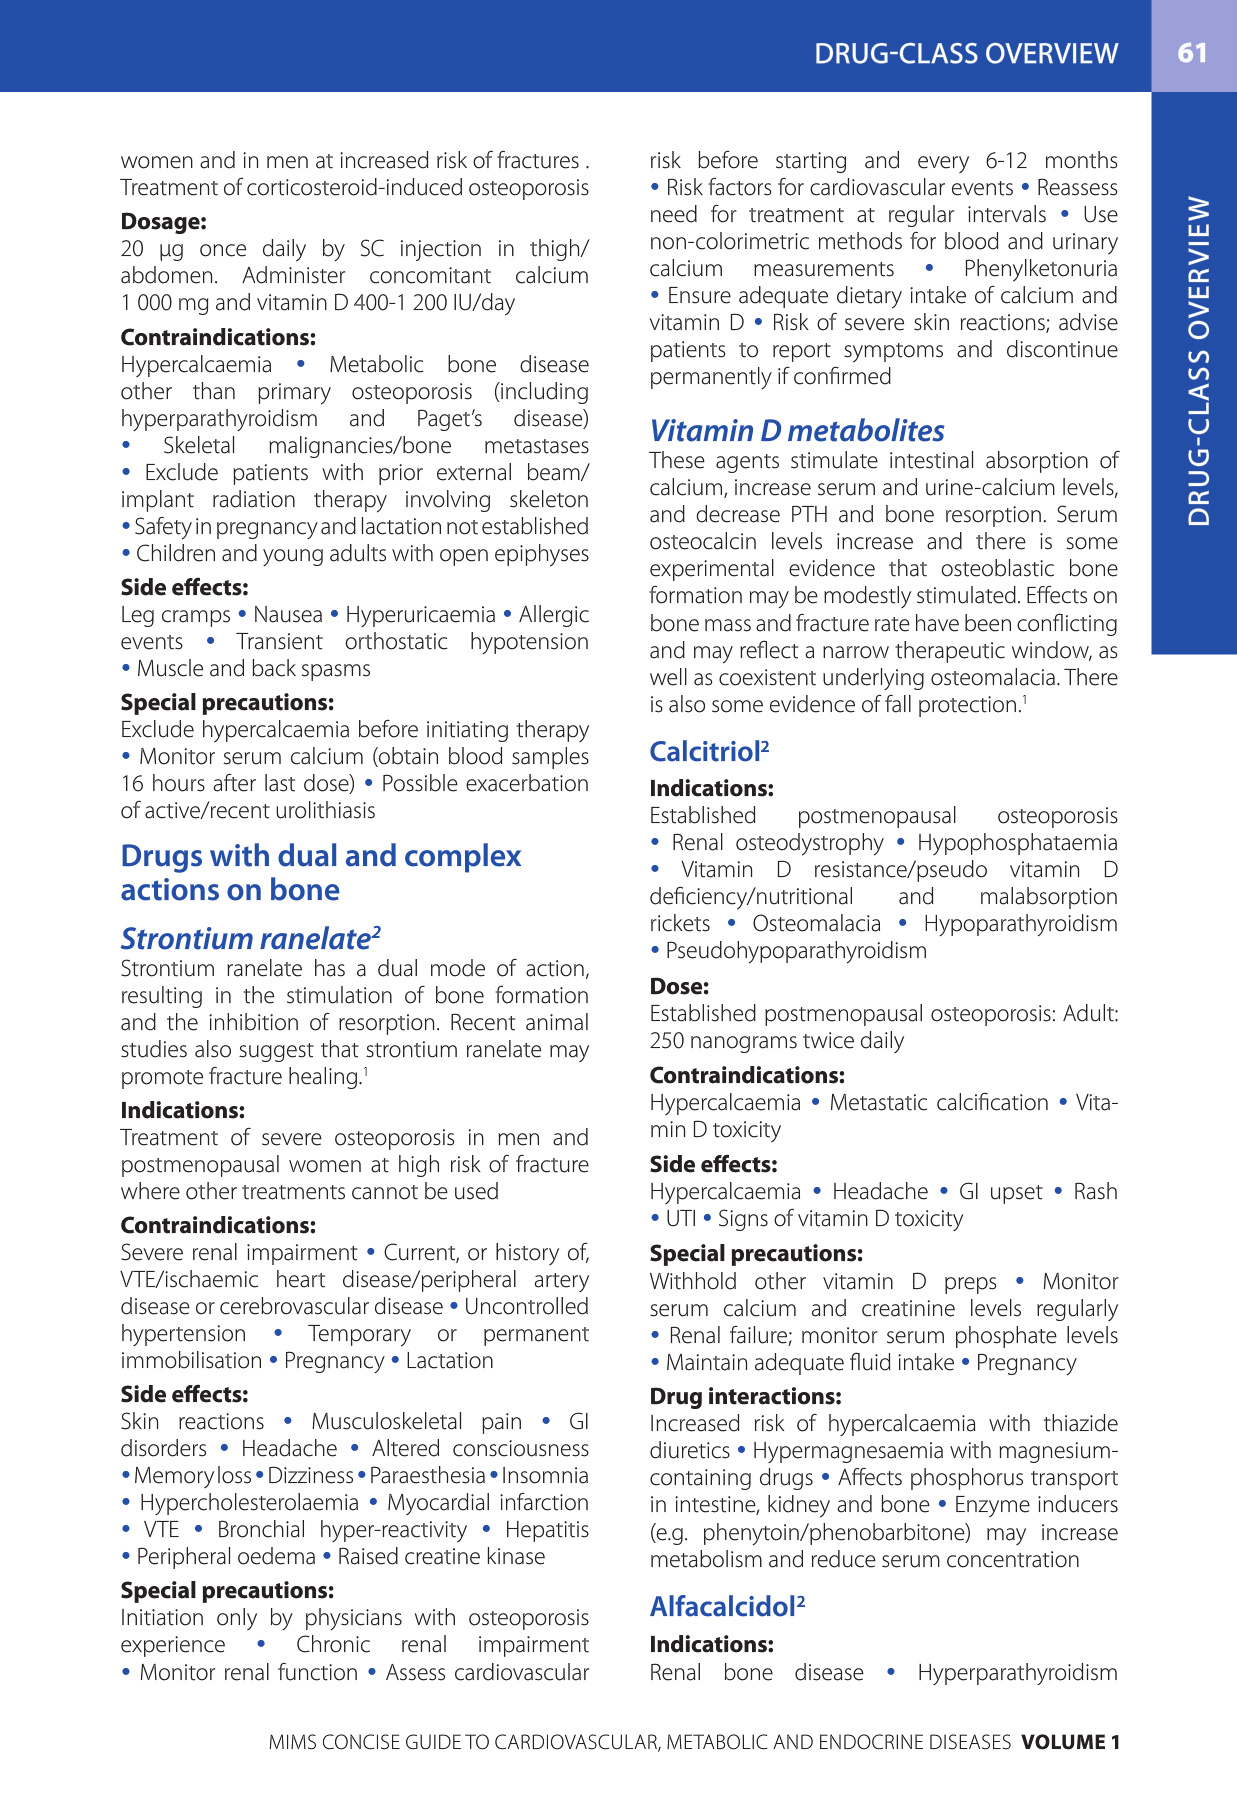 DRUG-CLASS OVERVIEW 61
women and in men at increased risk of fractures .
Treatment of corticosteroid-induced osteoporosis
Dosage:
20 µg once daily by SC injection in thigh/
abdomen. Administer concomitant calcium
1 000 mg and vitamin D 400-1 200 IU/day
Contraindications:
Hypercalcaemia • Metabolic bone disease
other than primary osteoporosis (including
hyperparathyroidism and Paget’s disease)
• Skeletal malignancies/bone metastases
• Exclude patients with prior external beam/
implant radiation therapy involving skeleton
• Safety in pregnancy and lactation not established
• Children and young adults with open epiphyses
Side effects:
Leg cramps • Nausea • Hyperuricaemia • Allergic
events • Transient orthostatic hypotension
• Muscle and back spasms
Special precautions:
Exclude hypercalcaemia before initiating therapy
• Monitor serum calcium (obtain blood samples
16 hours after last dose) • Possible exacerbation
of active/recent urolithiasis
Drugs with dual and complex
actions on bone
Strontium ranelate²
Strontium ranelate has a dual mode of action,
resulting in the stimulation of bone formation
and the inhibition of resorption. Recent animal
studies also suggest that strontium ranelate may
promote fracture healing.¹
Indications:
Treatment of severe osteoporosis in men and
postmenopausal women at high risk of fracture
where other treatments cannot be used
Contraindications:
Severe renal impairment • Current, or history of,
VTE/ischaemic heart disease/peripheral artery
disease or cerebrovascular disease • Uncontrolled
hypertension • Temporary or permanent
immobilisation • Pregnancy • Lactation
Side effects:
Skin reactions • Musculoskeletal pain • GI
disorders • Headache • Altered consciousness
• Memory loss • Dizziness • Paraesthesia • Insomnia
• Hypercholesterolaemia • Myocardial infarction
• VTE • Bronchial hyper-reactivity • Hepatitis
• Peripheral oedema • Raised creatine kinase
Special precautions:
Initiation only by physicians with osteoporosis
experience • Chronic renal impairment
• Monitor renal function • Assess cardiovascular
risk before starting and every 6-12 months
• Risk factors for cardiovascular events • Reassess
need for treatment at regular intervals • Use
non-colorimetric methods for blood and urinary
calcium measurements • Phenylketonuria
• Ensure adequate dietary intake of calcium and
vitamin D • Risk of severe skin reactions; advise
patients to report symptoms and discontinue
permanently if confirmed
Vitamin D metabolites
These agents stimulate intestinal absorption of
calcium, increase serum and urine-calcium levels,
and decrease PTH and bone resorption. Serum
osteocalcin levels increase and there is some
experimental evidence that osteoblastic bone
formation may be modestly stimulated. Effects on
bone mass and fracture rate have been conflicting
and may reflect a narrow therapeutic window, as
well as coexistent underlying osteomalacia. There
is also some evidence of fall protection.¹
Calcitriol²
Indications:
Established postmenopausal osteoporosis
• Renal osteodystrophy • Hypophosphataemia
• Vitamin D resistance/pseudo vitamin D
deficiency/nutritional and malabsorption
rickets • Osteomalacia • Hypoparathyroidism
• Pseudohypoparathyroidism
Dose:
Established postmenopausal osteoporosis: Adult:
250 nanograms twice daily
Contraindications:
Hypercalcaemia • Metastatic calcification • Vita-
min D toxicity
Side effects:
Hypercalcaemia • Headache • GI upset • Rash
• UTI • Signs of vitamin D toxicity
Special precautions:
Withhold other vitamin D preps • Monitor
serum calcium and creatinine levels regularly
• Renal failure; monitor serum phosphate levels
• Maintain adequate fluid intake • Pregnancy
Drug interactions:
Increased risk of hypercalcaemia with thiazide
diuretics • Hypermagnesaemia with magnesium-
containing drugs • Affects phosphorus transport
in intestine, kidney and bone • Enzyme inducers
(e.g. phenytoin/phenobarbitone) may increase
metabolism and reduce serum concentration
Alfacalcidol²
Indications:
Renal bone disease • Hyperparathyroidism
DRUG-CLASS OVERVIEW
MIMS CONCISE GUIDE TO CARDIOVASCULAR, METABOLIC AND ENDOCRINE DISEASES VOLUME 1